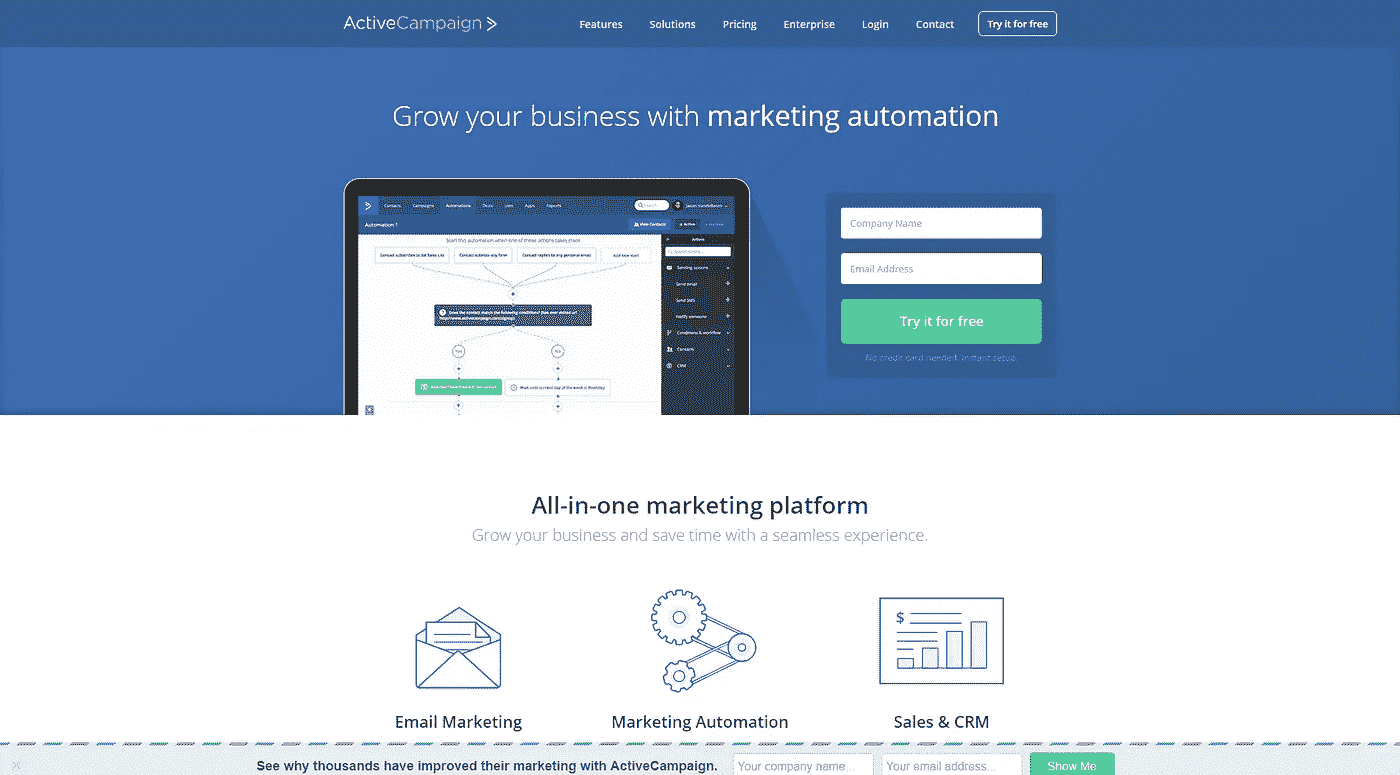 ActiveCampaign
Features Solutions Pricing Enterprise Login Contact Try it for free
Grow your business with marketing automation
Contacts Campaigns Automations Deals Lists Apps Reports Search...
Automation 1 View Contacts Active
Start this automation when one of these actions takes place
Actions
Contact subscribes to list Sales List Contact submits any form Contact replies to any personal email Add new start
Sending options
Send email
Send SMS
Notify someone
Does the contact match the following conditions?
Conditions & workflow
Contacts
CRM
Yes No
Wait until current day of the week is
Company Name
Email Address
Try it for free
No credit card needed. Instant setup.
All-in-one marketing platform
Grow your business and save time with a seamless experience.
$
Email Marketing Marketing Automation Sales & CRM
See why thousands have improved their marketing with ActiveCampaign. Your company name... Your email address... Show Me